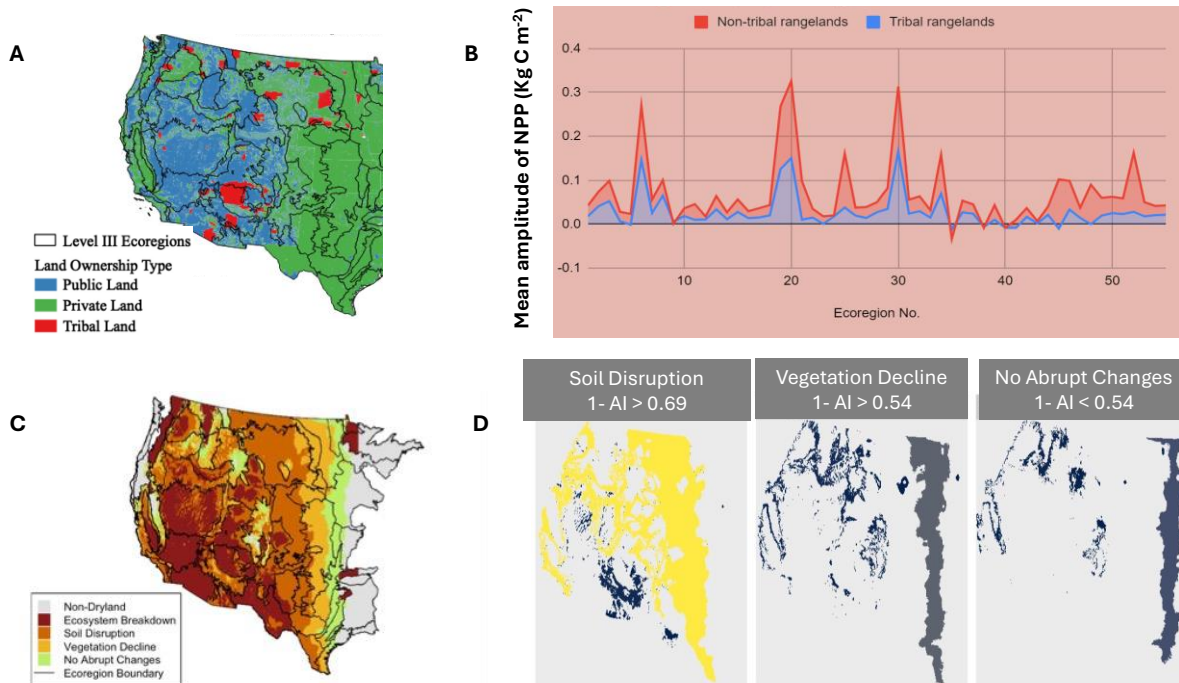 A
Level III Ecoregions
Land Ownership Type
Public Land
Private Land
Tribal Land
B
Non-tribal rangelands
Tribal rangelands
Mean amplitude of NPP (Kg C m-2)
0.4
0.3
0.2
0.1
0.0
-0.1
10
20
30
40
50
Ecoregion No.
C
Non-Dryland
Ecosystem Breakdown
Soil Disruption
Vegetation Decline
No Abrupt Changes
Ecoregion Boundary
D
Soil Disruption
1- AI > 0.69
Vegetation Decline
1- AI > 0.54
No Abrupt Changes
1- AI < 0.54